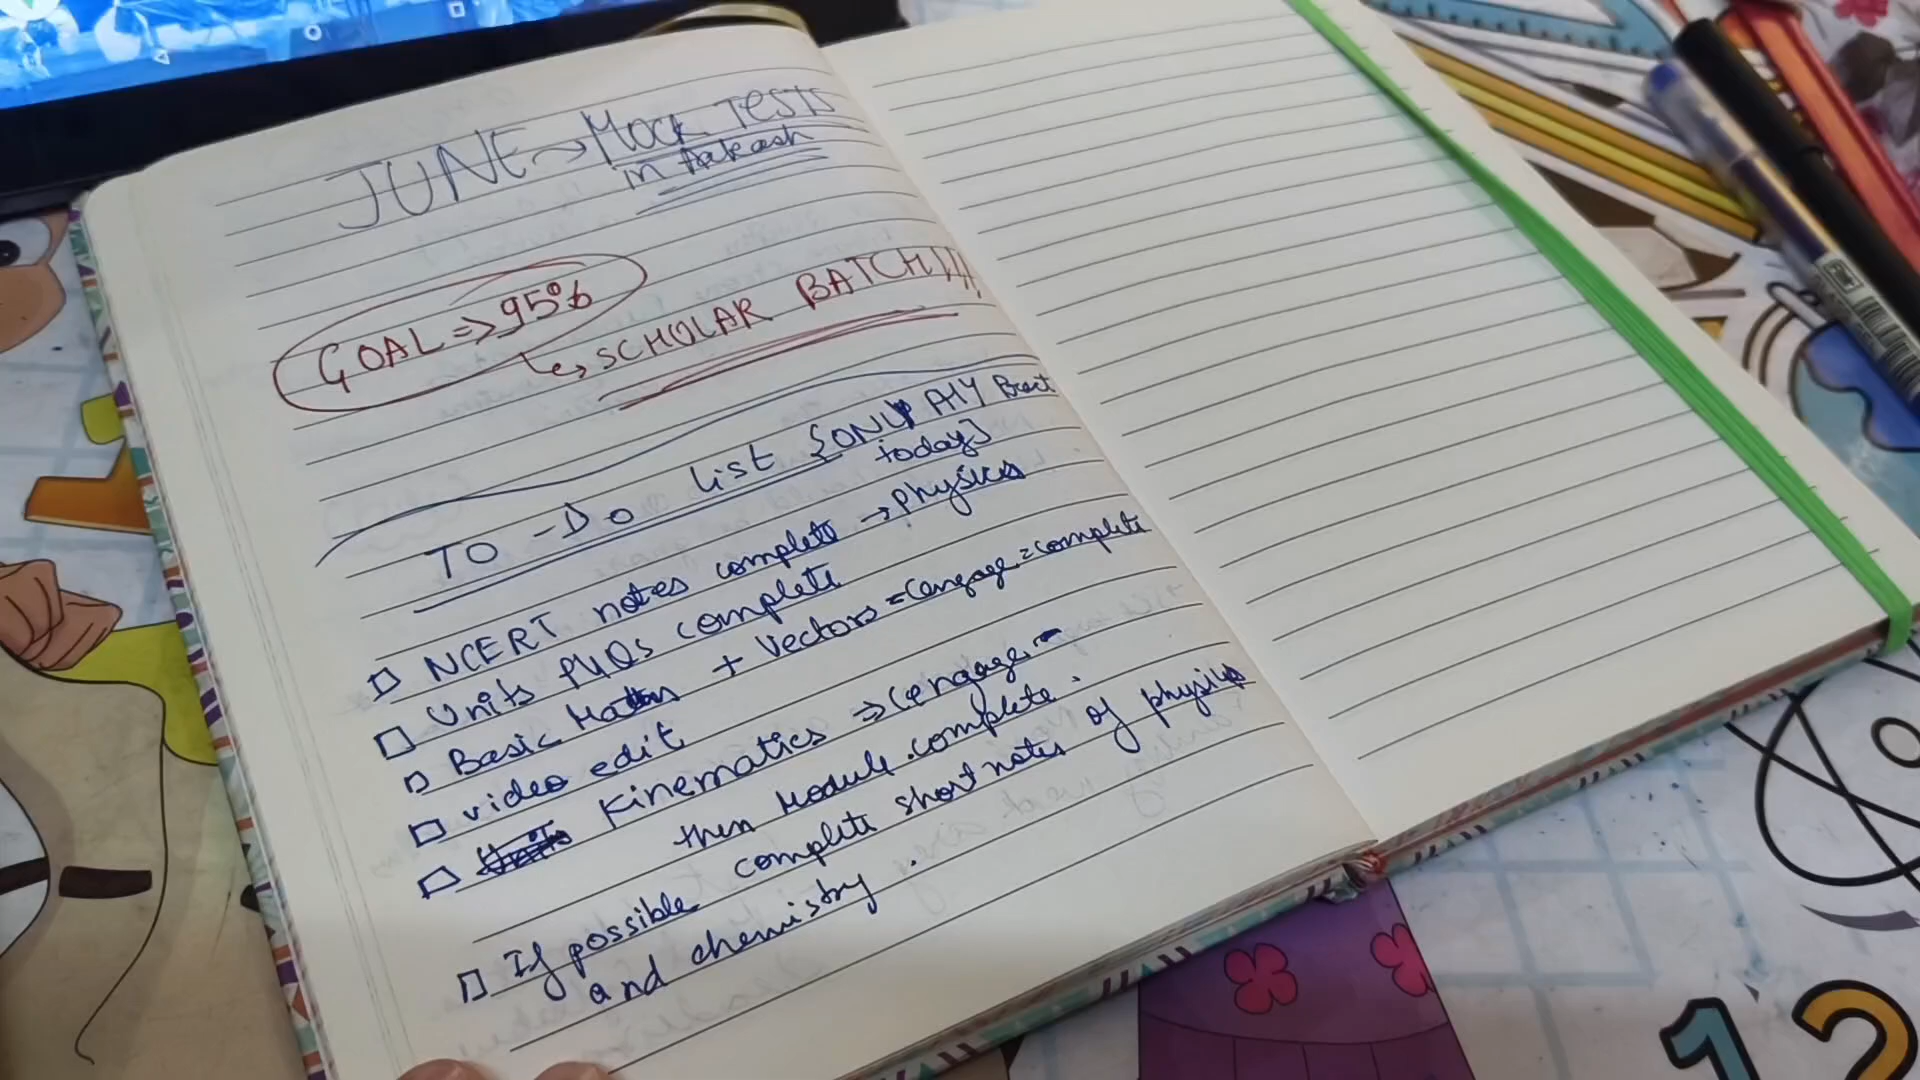 JUNE → MOCK TESTS
in Aakash
GOAL => 95%
↳ SCHOLAR BATCH !!!!
TO-DO list {ONLY PHY
today}
□ NCERT notes complete → physics
□ Units PYQs complete
□ Basic Math + Vectors = Cengage = complete
□ video edit
□ Kinematics => Cengage
then Module complete.
□ If possible complete short notes of physics
and chemistry.
12